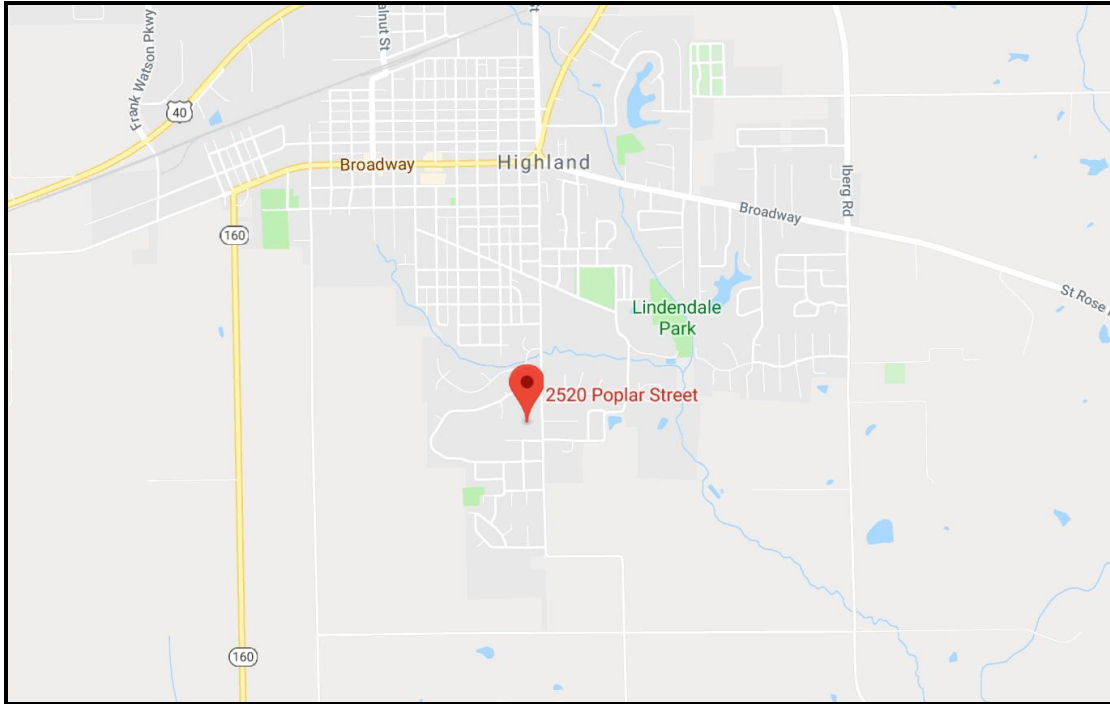 Frank Watson Pkwy
alnut St
St
40
Broadway
Highland
160
Iberg Rd
Broadway
Lindendale
Park
St Rose
2520 Poplar Street
160